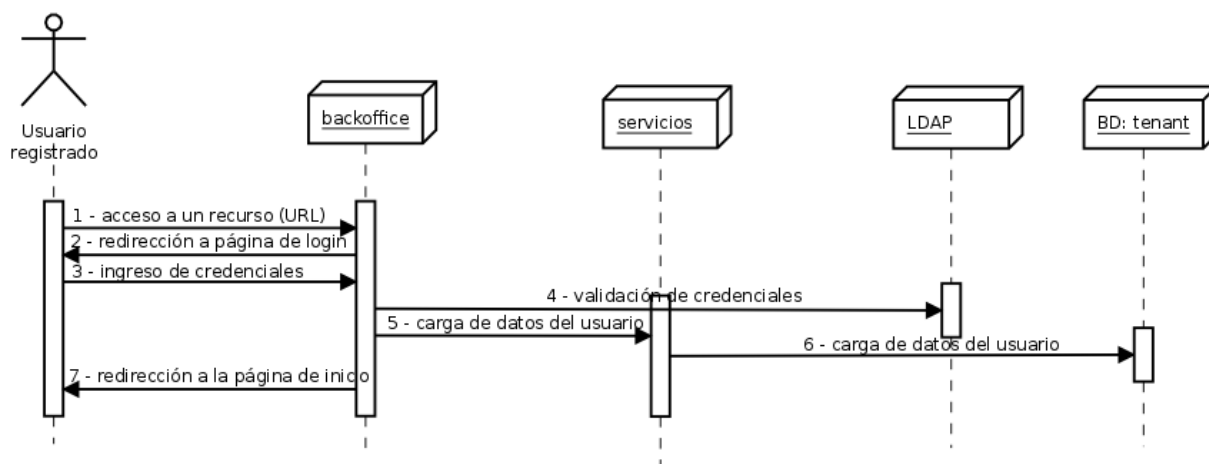 Usuario
registrado
backoffice
servicios
LDAP
BD: tenant
1 - acceso a un recurso (URL)
2 - redirección a página de login
3 - ingreso de credenciales
4 - validación de credenciales
5 - carga de datos del usuario
6 - carga de datos del usuario
7 - redirección a la página de inicio